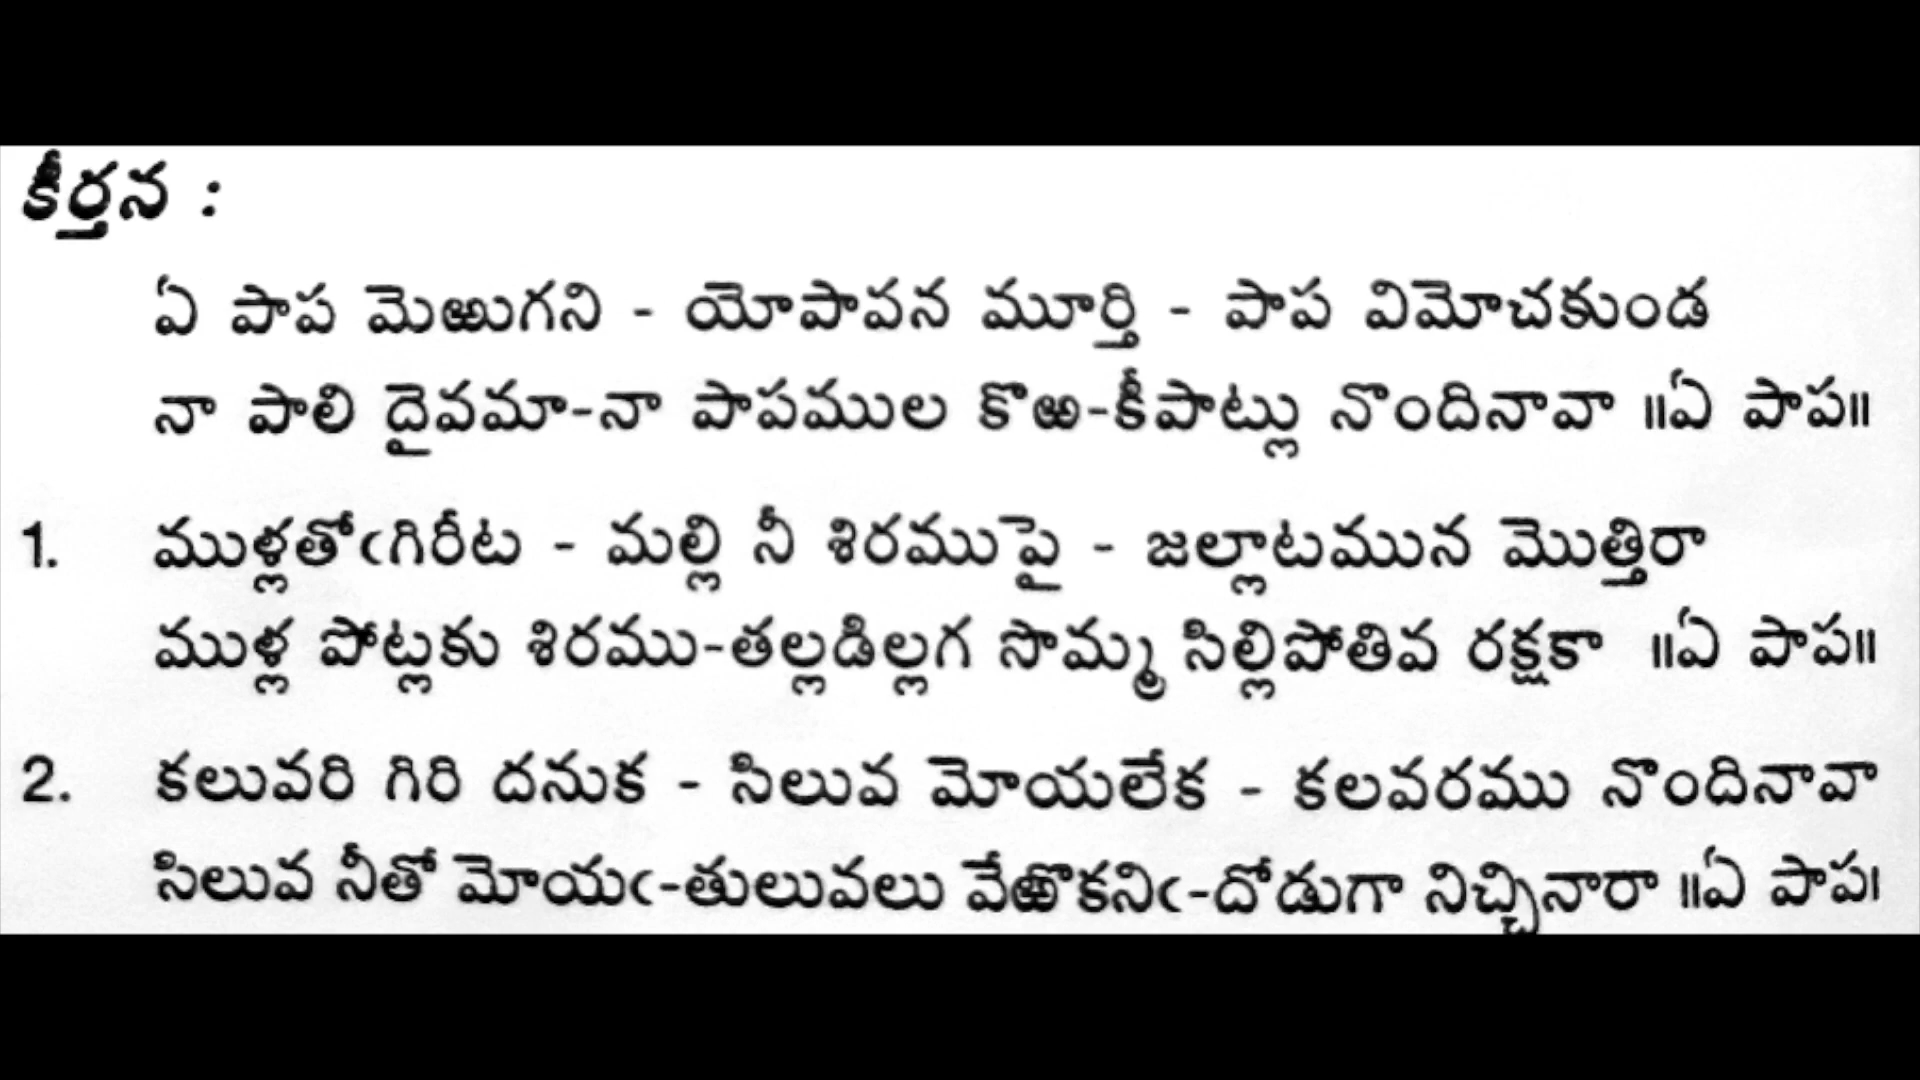 కీర్తన :
ఏ పాప మెఱుగని - యోపావన మూర్తి - పాప విమోచకుండ
నా పాలి దైవమా-నా పాపముల కొఱ-కీపాట్లు నొందినావా ॥ఏ పాప॥
1. ముళ్లతోఁగిరీట - మల్లి నీ శిరముపై - జల్లాటమున మొత్తిరా
ముళ్ల పోట్లకు శిరము-తల్లడిల్లగ సొమ్మ సిల్లిపోతివ రక్షకా ॥ఏ పాప॥
2. కలువరి గిరి దనుక - సిలువ మోయలేక - కలవరము నొందినావా
సిలువ నీతో మోయఁ-తులువలు వేఱొకనిఁ-దోడుగా నిచ్చినారా ॥ఏ పాప।